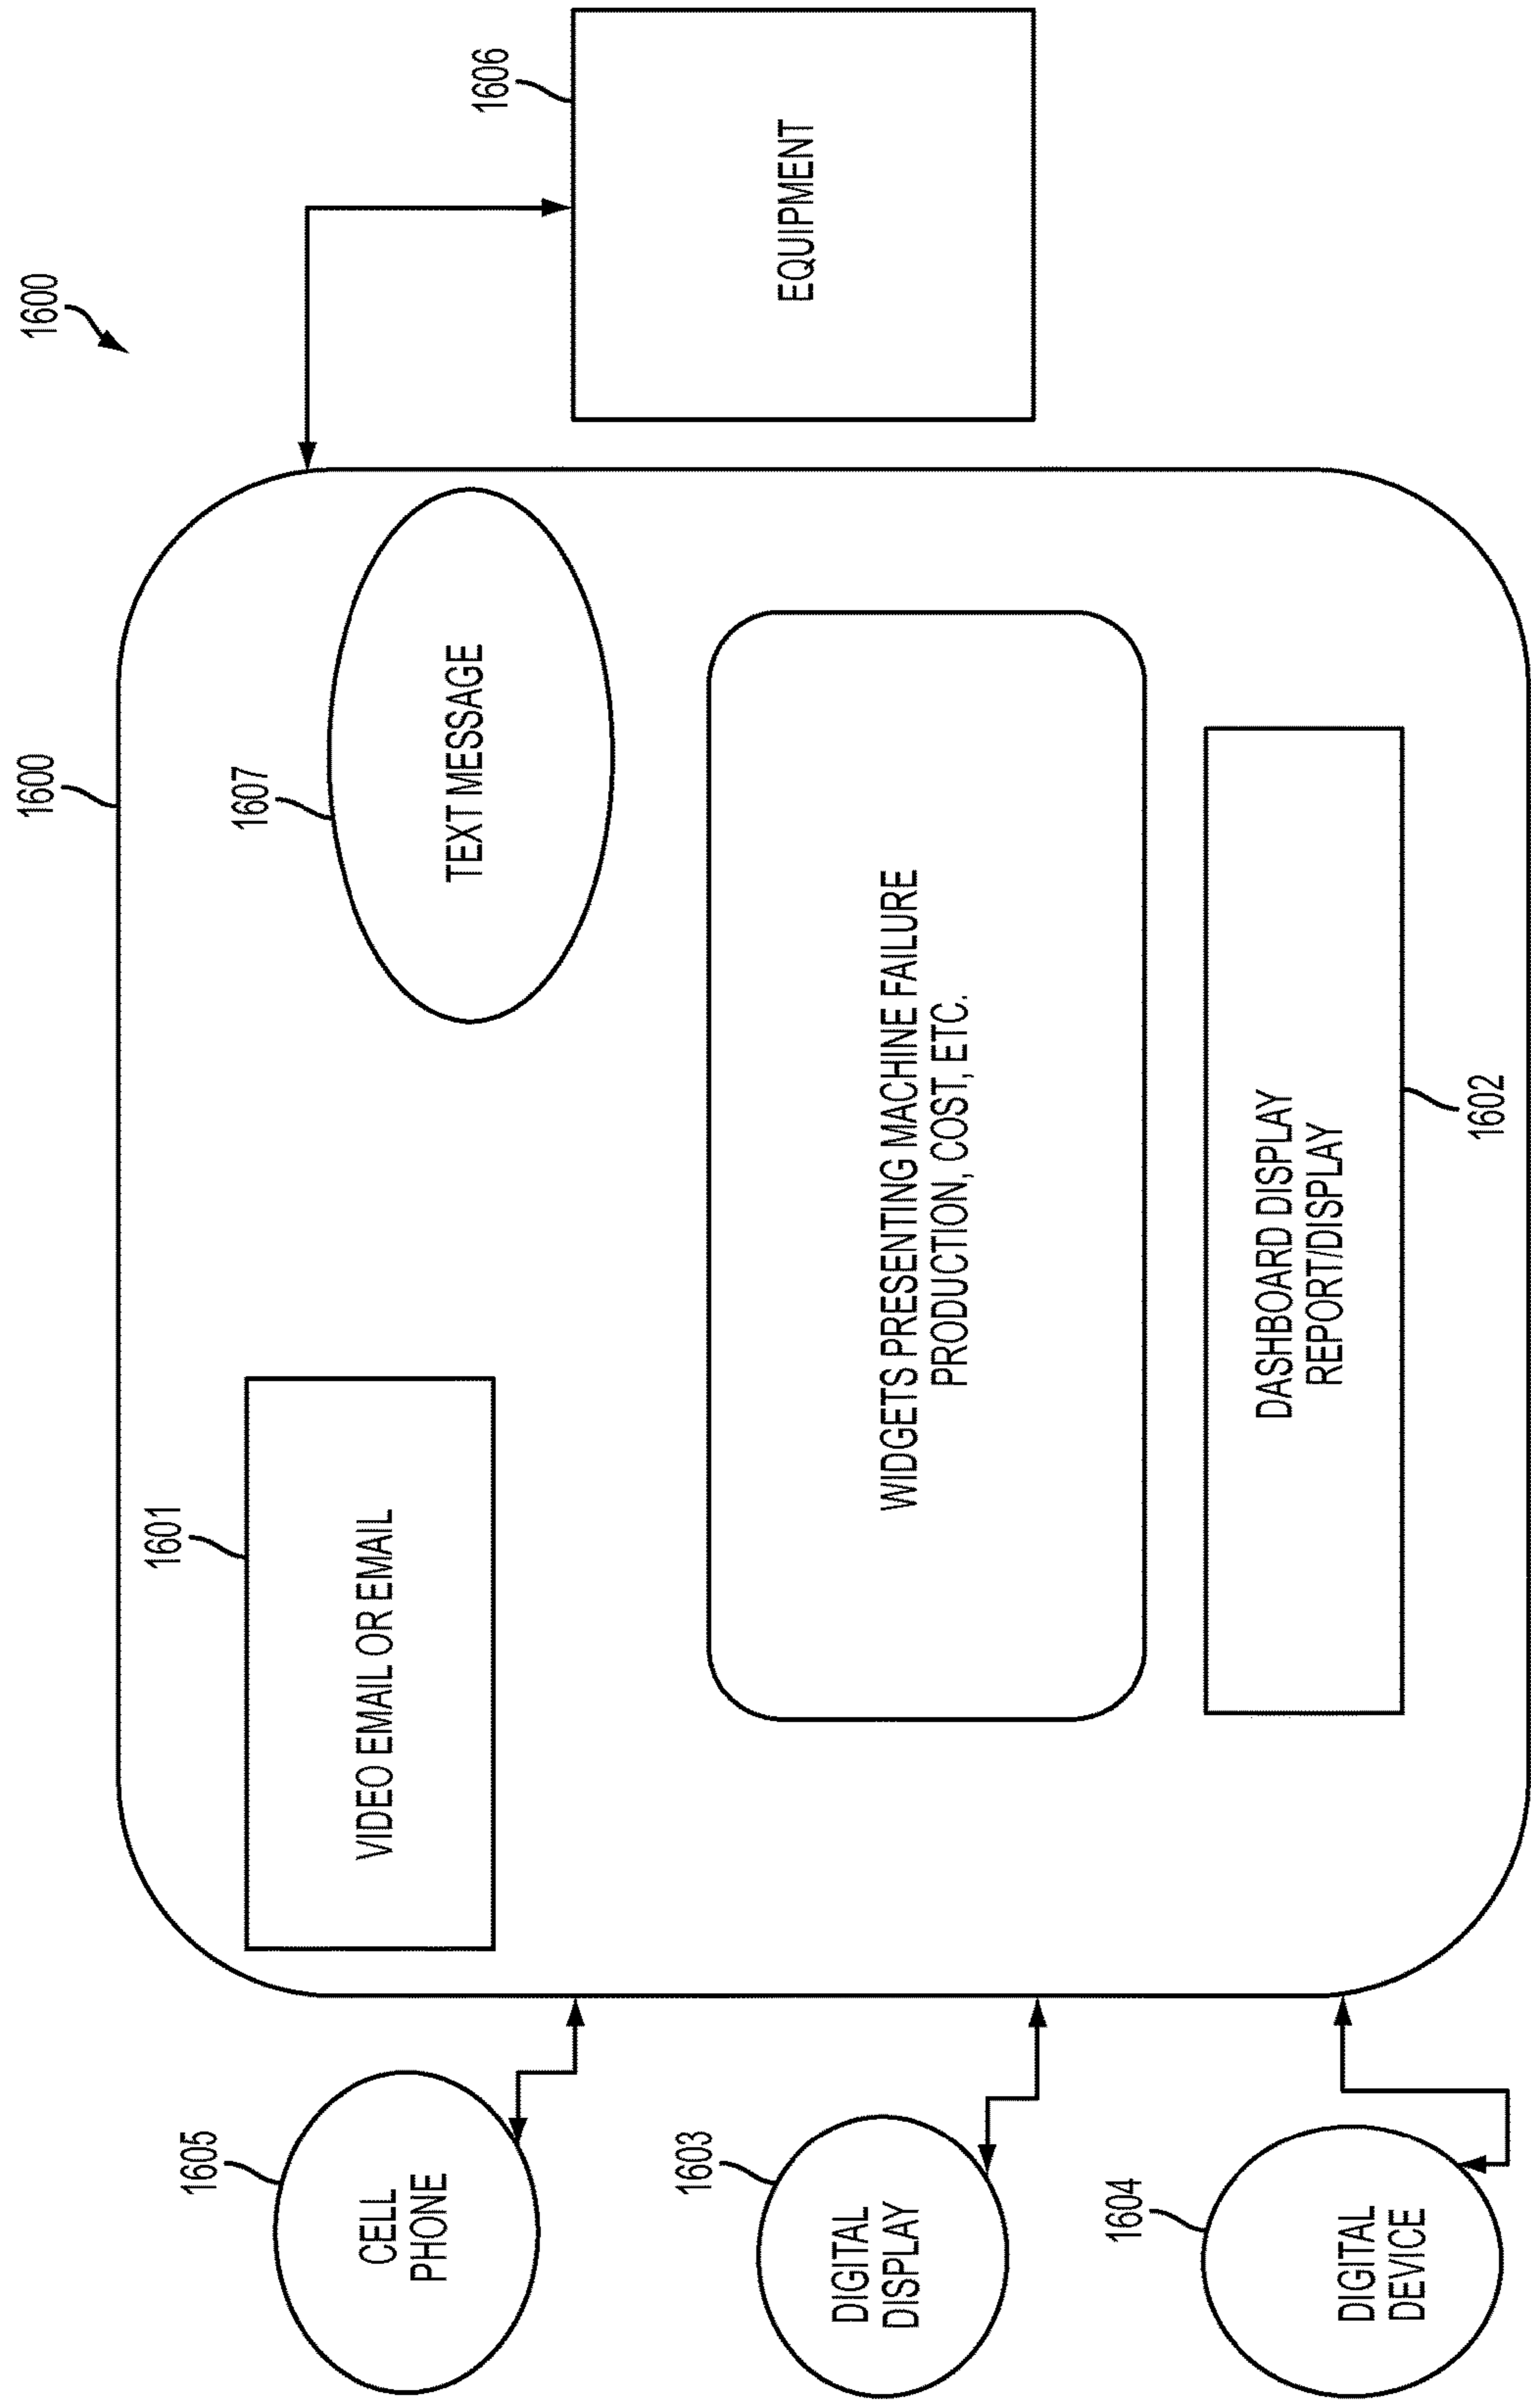 1600
1600
1605
CELL
PHONE
1601
VIDEO EMAIL OR EMAIL
1607
TEXT MESSAGE
1606
EQUIPMENT
1603
DIGITAL
DISPLAY
WIDGETS PRESENTING MACHINE FAILURE
PRODUCTION, COST, ETC.
1604
DIGITAL
DEVICE
DASHBOARD DISPLAY
REPORT/DISPLAY
1602